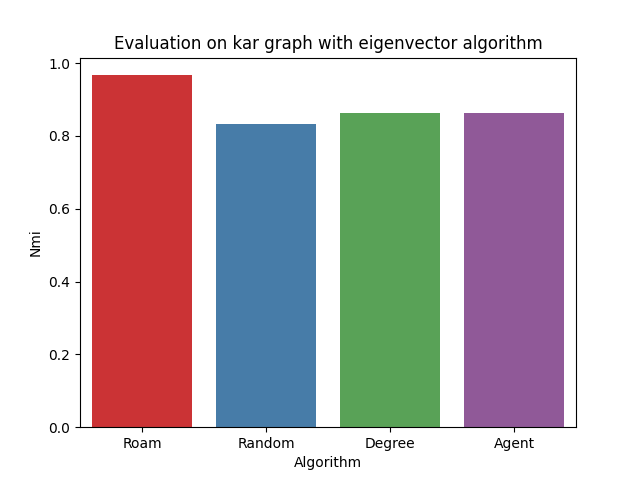 Evaluation on kar graph with eigenvector algorithm
1.0
0.8
0.6
0.4
0.2
0.0
Nmi
Roam Random Degree Agent
Algorithm